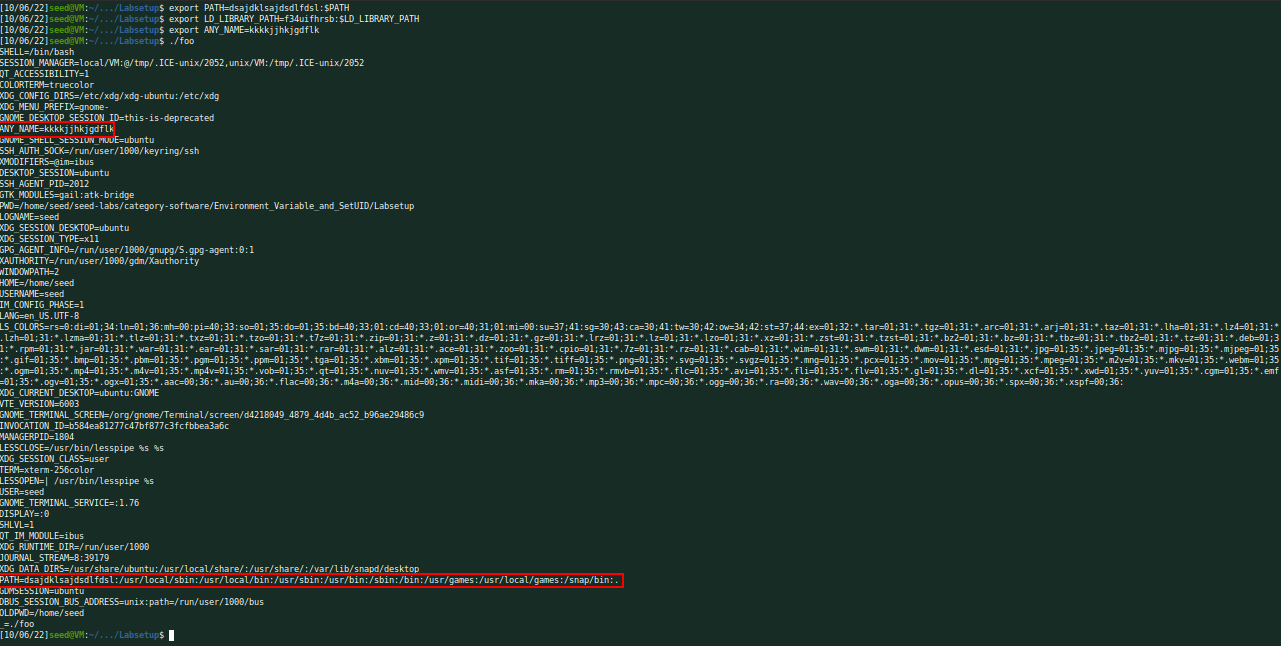 [10/06/22]seed@VM:~/.../Labsetup$ export PATH=dsajdklsajdsdlfdsl:$PATH
[10/06/22]seed@VM:~/.../Labsetup$ export LD_LIBRARY_PATH=f34uifhrsb:$LD_LIBRARY_PATH
[10/06/22]seed@VM:~/.../Labsetup$ export ANY_NAME=kkkkjjhkjgdflk
[10/06/22]seed@VM:~/.../Labsetup$ ./foo
SHELL=/bin/bash
SESSION_MANAGER=local/VM:@/tmp/.ICE-unix/2052,unix/VM:/tmp/.ICE-unix/2052
QT_ACCESSIBILITY=1
COLORTERM=truecolor
XDG_CONFIG_DIRS=/etc/xdg/xdg-ubuntu:/etc/xdg
XDG_MENU_PREFIX=gnome-
GNOME_DESKTOP_SESSION_ID=this-is-deprecated
ANY_NAME=kkkkjjhkjgdflk
GNOME_SHELL_SESSION_MODE=ubuntu
SSH_AUTH_SOCK=/run/user/1000/keyring/ssh
XMODIFIERS=@im=ibus
DESKTOP_SESSION=ubuntu
SSH_AGENT_PID=2012
GTK_MODULES=gail:atk-bridge
PWD=/home/seed/seed-labs/category-software/Environment_Variable_and_SetUID/Labsetup
LOGNAME=seed
XDG_SESSION_DESKTOP=ubuntu
XDG_SESSION_TYPE=x11
GPG_AGENT_INFO=/run/user/1000/gnupg/S.gpg-agent:0:1
XAUTHORITY=/run/user/1000/gdm/Xauthority
WINDOWPATH=2
HOME=/home/seed
USERNAME=seed
IM_CONFIG_PHASE=1
LANG=en_US.UTF-8
LS_COLORS=rs=0:di=01;34:ln=01;36:mh=00:pi=40;33:so=01;35:do=01;35:bd=40;33;01:cd=40;33;01:or=40;31;01:mi=00:su=37;41:sg=30;43:ca=30;41:tw=30;42:ow=34;42:st=37;44:ex=01;32:*.tar=01;31:*.tgz=01;31:*.arc=01;31:*.arj=01;31:*.taz=01;31:*.lha=01;31:*.lz4=01;31:*
.lzh=01;31:*.lzma=01;31:*.tlz=01;31:*.txz=01;31:*.tzo=01;31:*.t7z=01;31:*.zip=01;31:*.z=01;31:*.dz=01;31:*.gz=01;31:*.lrz=01;31:*.lz=01;31:*.lzo=01;31:*.xz=01;31:*.zst=01;31:*.tzst=01;31:*.bz2=01;31:*.bz=01;31:*.tbz=01;31:*.tbz2=01;31:*.tz=01;31:*.deb=01;3
1:*.rpm=01;31:*.jar=01;31:*.war=01;31:*.ear=01;31:*.sar=01;31:*.rar=01;31:*.alz=01;31:*.ace=01;31:*.zoo=01;31:*.cpio=01;31:*.7z=01;31:*.rz=01;31:*.cab=01;31:*.wim=01;31:*.swm=01;31:*.dwm=01;31:*.esd=01;31:*.jpg=01;35:*.jpeg=01;35:*.mjpg=01;35:*.mjpeg=01;35
:*.gif=01;35:*.bmp=01;35:*.pbm=01;35:*.pgm=01;35:*.ppm=01;35:*.tga=01;35:*.xbm=01;35:*.xpm=01;35:*.tif=01;35:*.tiff=01;35:*.png=01;35:*.svg=01;35:*.svgz=01;35:*.mng=01;35:*.pcx=01;35:*.mov=01;35:*.mpg=01;35:*.mpeg=01;35:*.m2v=01;35:*.mkv=01;35:*.webm=01;35
:*.ogm=01;35:*.mp4=01;35:*.m4v=01;35:*.mp4v=01;35:*.vob=01;35:*.qt=01;35:*.nuv=01;35:*.wmv=01;35:*.asf=01;35:*.rm=01;35:*.rmvb=01;35:*.flc=01;35:*.avi=01;35:*.fli=01;35:*.flv=01;35:*.gl=01;35:*.dl=01;35:*.xcf=01;35:*.xwd=01;35:*.yuv=01;35:*.cgm=01;35:*.emf
=01;35:*.ogv=01;35:*.ogx=01;35:*.aac=00;36:*.au=00;36:*.flac=00;36:*.m4a=00;36:*.mid=00;36:*.midi=00;36:*.mka=00;36:*.mp3=00;36:*.mpc=00;36:*.ogg=00;36:*.ra=00;36:*.wav=00;36:*.oga=00;36:*.opus=00;36:*.spx=00;36:*.xspf=00;36:
XDG_CURRENT_DESKTOP=ubuntu:GNOME
VTE_VERSION=6003
GNOME_TERMINAL_SCREEN=/org/gnome/Terminal/screen/d4218049_4879_4d4b_ac52_b96ae29486c9
INVOCATION_ID=b584ea81277c47bf877c3fcfbbea3a6c
MANAGERPID=1804
LESSCLOSE=/usr/bin/lesspipe %s %s
XDG_SESSION_CLASS=user
TERM=xterm-256color
LESSOPEN=| /usr/bin/lesspipe %s
USER=seed
GNOME_TERMINAL_SERVICE=:1.76
DISPLAY=:0
SHLVL=1
QT_IM_MODULE=ibus
XDG_RUNTIME_DIR=/run/user/1000
JOURNAL_STREAM=8:39179
XDG_DATA_DIRS=/usr/share/ubuntu:/usr/local/share/:/usr/share/:/var/lib/snapd/desktop
PATH=dsajdklsajdsdlfdsl:/usr/local/sbin:/usr/local/bin:/usr/sbin:/usr/bin:/sbin:/bin:/usr/games:/usr/local/games:/snap/bin:.
GDMSESSION=ubuntu
DBUS_SESSION_BUS_ADDRESS=unix:path=/run/user/1000/bus
OLDPWD=/home/seed
_=./foo
[10/06/22]seed@VM:~/.../Labsetup$